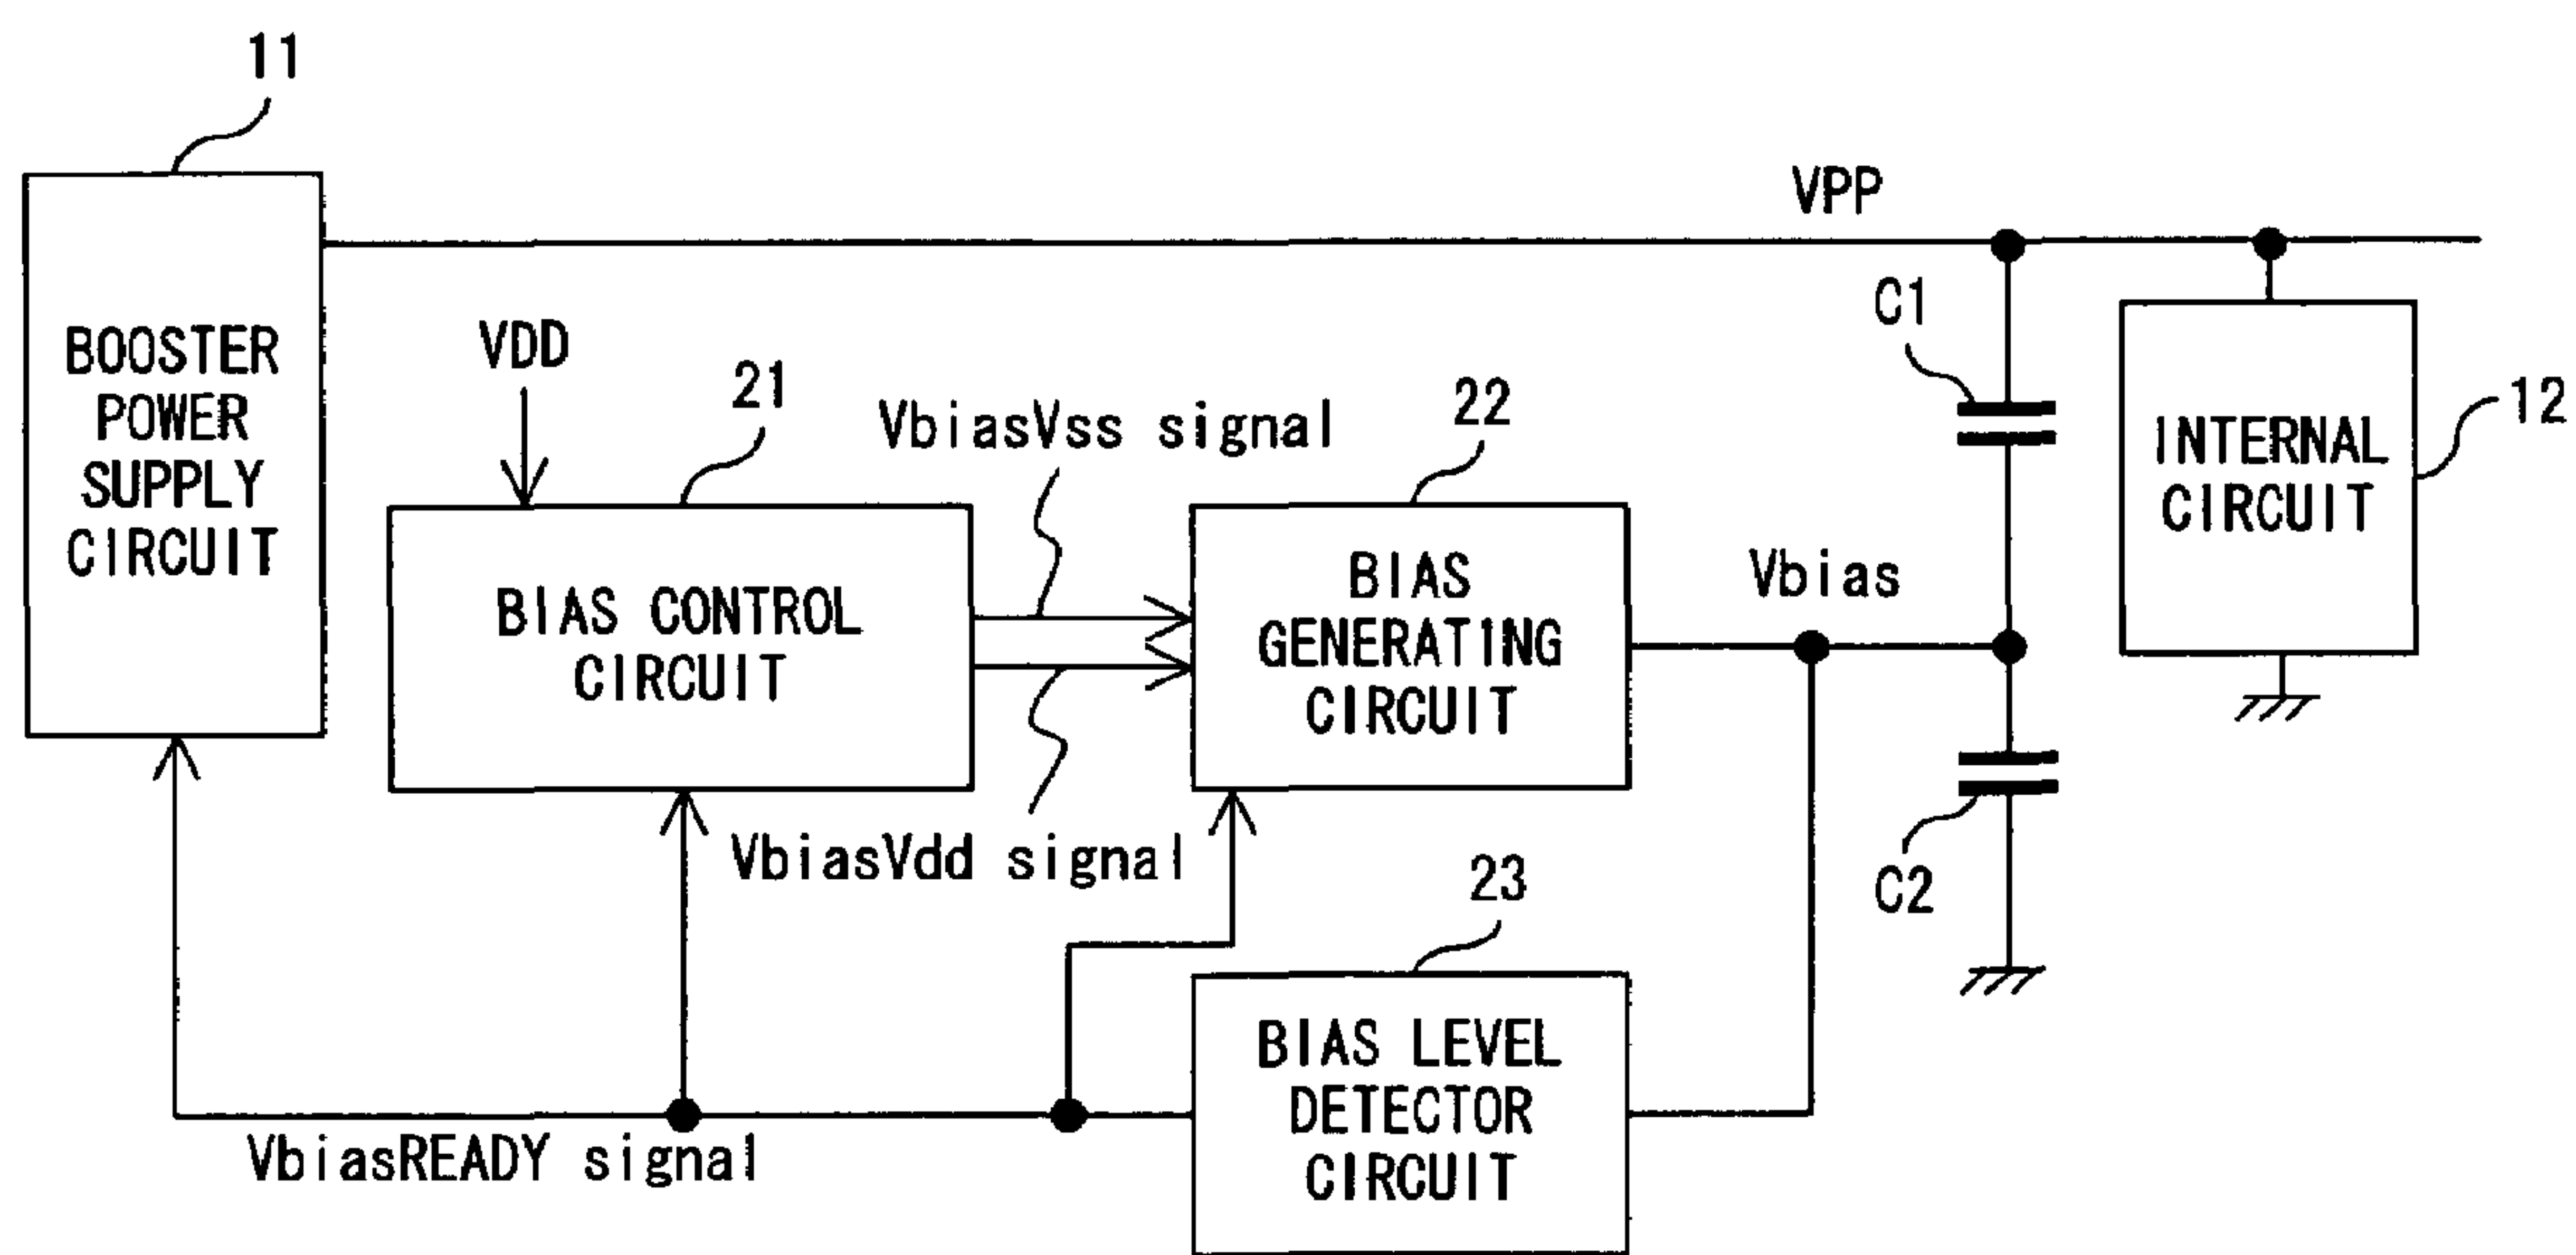 11
VPP
BOOSTER
POWER
SUPPLY
CIRCUIT
VDD
21
VbiasVss signal
22
C1
INTERNAL
CIRCUIT
12
BIAS CONTROL
CIRCUIT
BIAS
GENERATING
CIRCUIT
Vbias
VbiasVdd signal
23
C2
BIAS LEVEL
DETECTOR
CIRCUIT
VbiasREADY signal